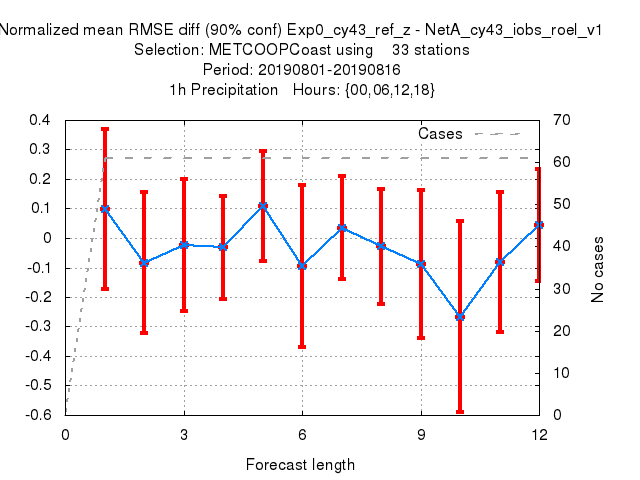 Normalized mean RMSE diff (90% conf) Exp0_cy43_ref_z - NetA_cy43_iobs_roel_v1
Selection: METCOOPCoast using 33 stations
Period: 20190801-20190816
1h Precipitation Hours: {00,06,12,18}
Cases
0.4
0.3
0.2
0.1
0
-0.1
-0.2
-0.3
-0.4
-0.5
-0.6
70
60
50
40
30
20
10
0
No cases
0 3 6 9 12
Forecast length